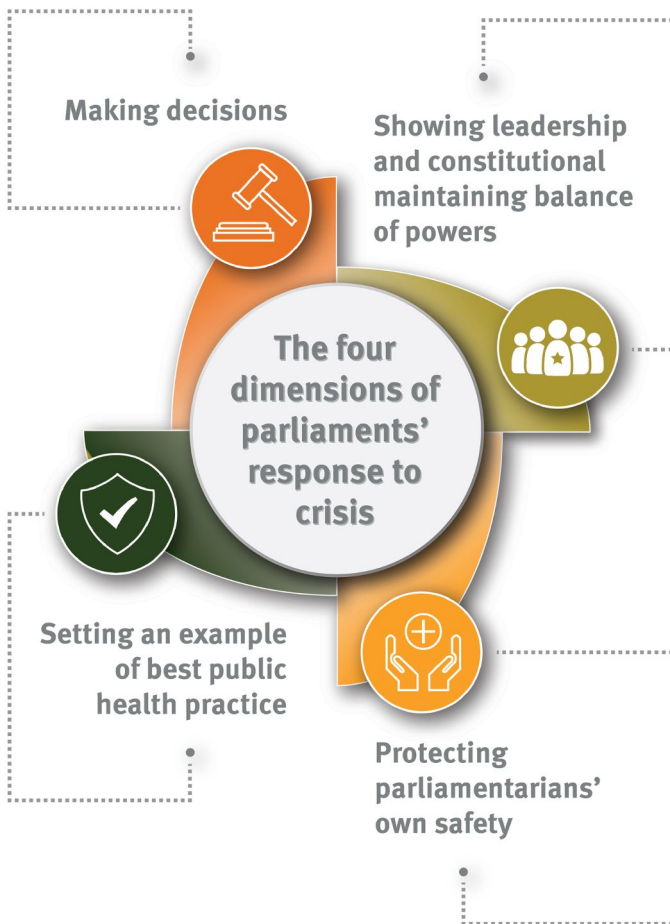 Making decisions
Showing leadership
and constitutional
maintaining balance
of powers
The four
dimensions of
parliaments’
response to
crisis
Setting an example
of best public
health practice
Protecting
parliamentarians’
own safety